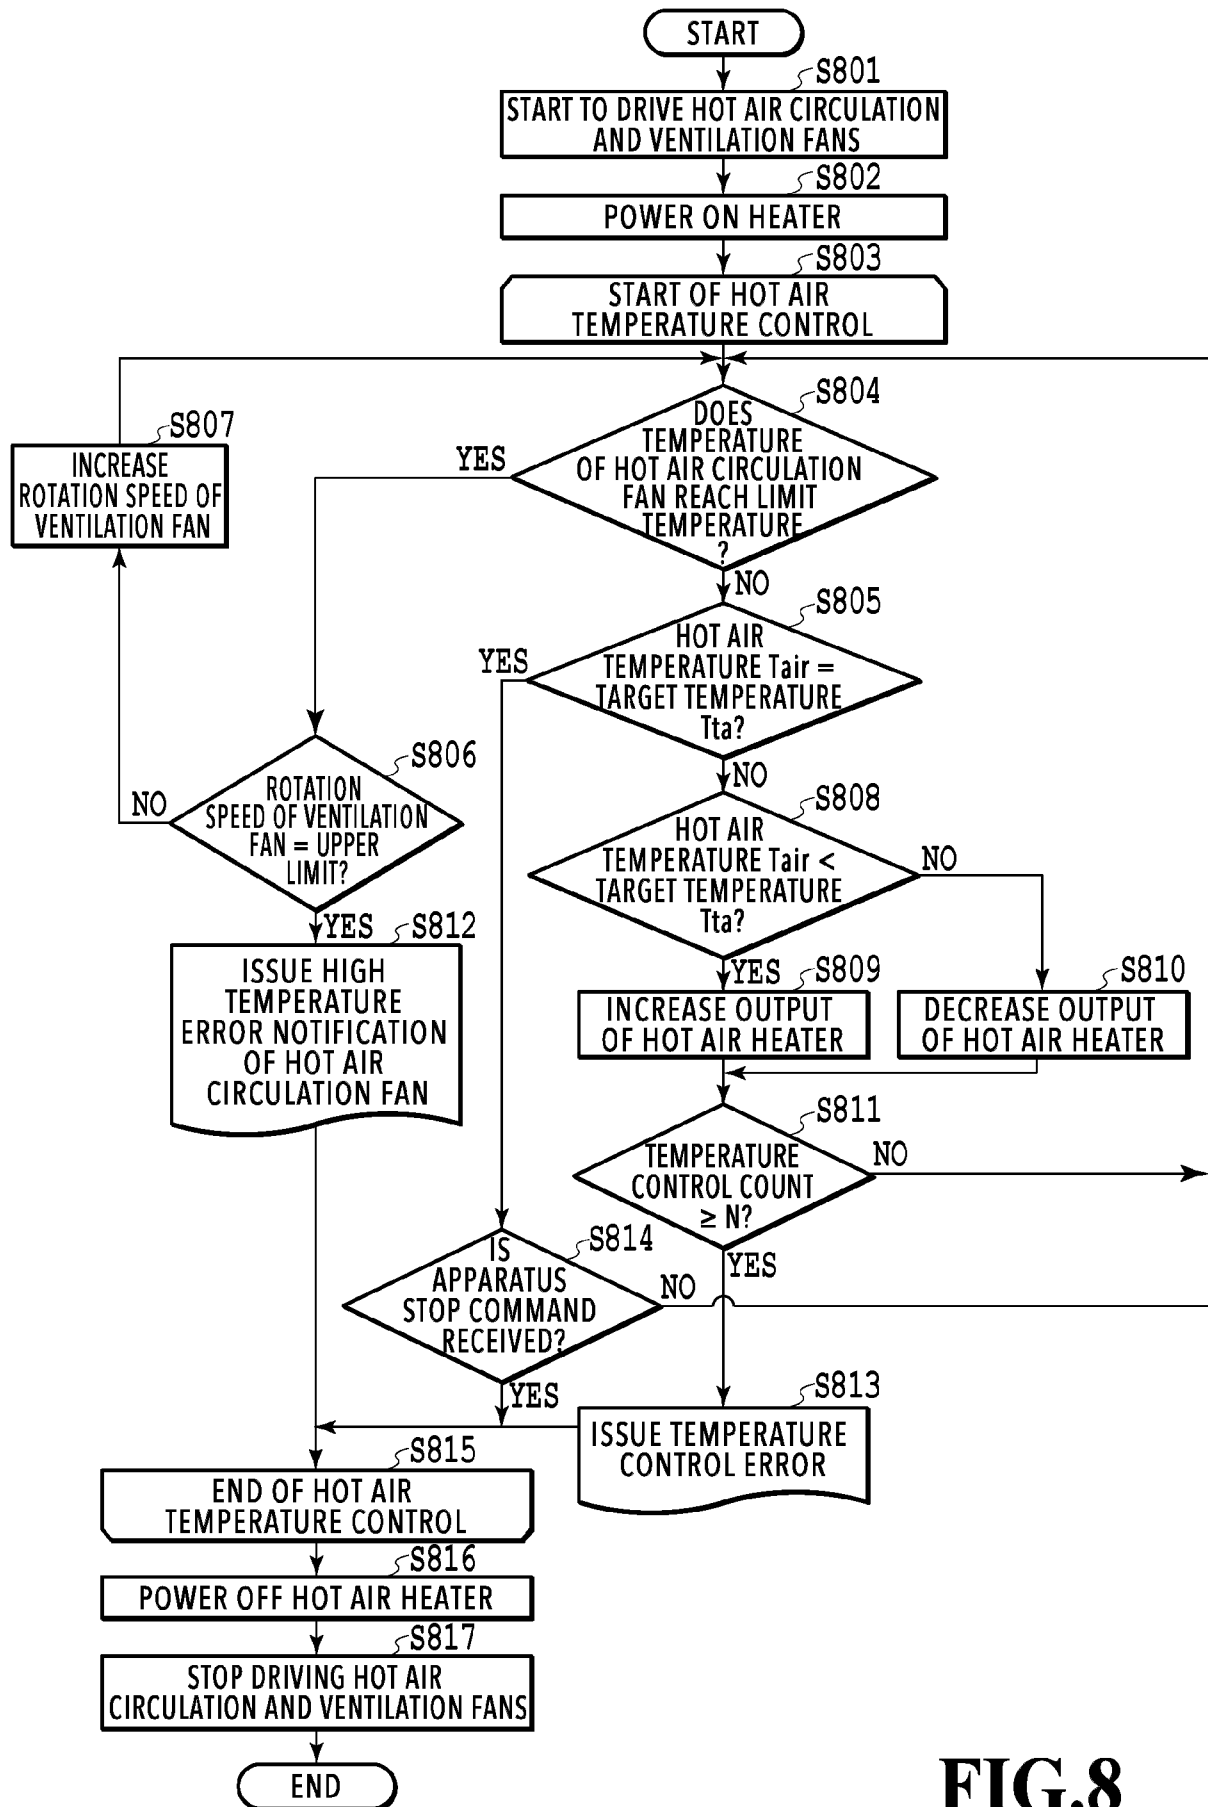 START
S801
START TO DRIVE HOT AIR CIRCULATION
AND VENTILATION FANS
S802
POWER ON HEATER
S803
START OF HOT AIR
TEMPERATURE CONTROL
S804
DOES
TEMPERATURE
OF HOT AIR CIRCULATION
FAN REACH LIMIT
TEMPERATURE
?
YES
NO
S807
INCREASE
ROTATION SPEED OF
VENTILATION FAN
S805
HOT AIR
TEMPERATURE Tair =
TARGET TEMPERATURE
Tta?
YES
NO
S806
ROTATION
SPEED OF VENTILATION
FAN = UPPER
LIMIT?
NO
YES
S808
HOT AIR
TEMPERATURE Tair <
TARGET TEMPERATURE
Tta?
NO
YES
S812
ISSUE HIGH
TEMPERATURE
ERROR NOTIFICATION
OF HOT AIR
CIRCULATION FAN
S809
INCREASE OUTPUT
OF HOT AIR HEATER
S810
DECREASE OUTPUT
OF HOT AIR HEATER
S811
TEMPERATURE
CONTROL COUNT
≥ N?
NO
YES
S814
IS
APPARATUS
STOP COMMAND
RECEIVED?
NO
YES
S813
ISSUE TEMPERATURE
CONTROL ERROR
S815
END OF HOT AIR
TEMPERATURE CONTROL
S816
POWER OFF HOT AIR HEATER
S817
STOP DRIVING HOT AIR
CIRCULATION AND VENTILATION FANS
END
FIG.8